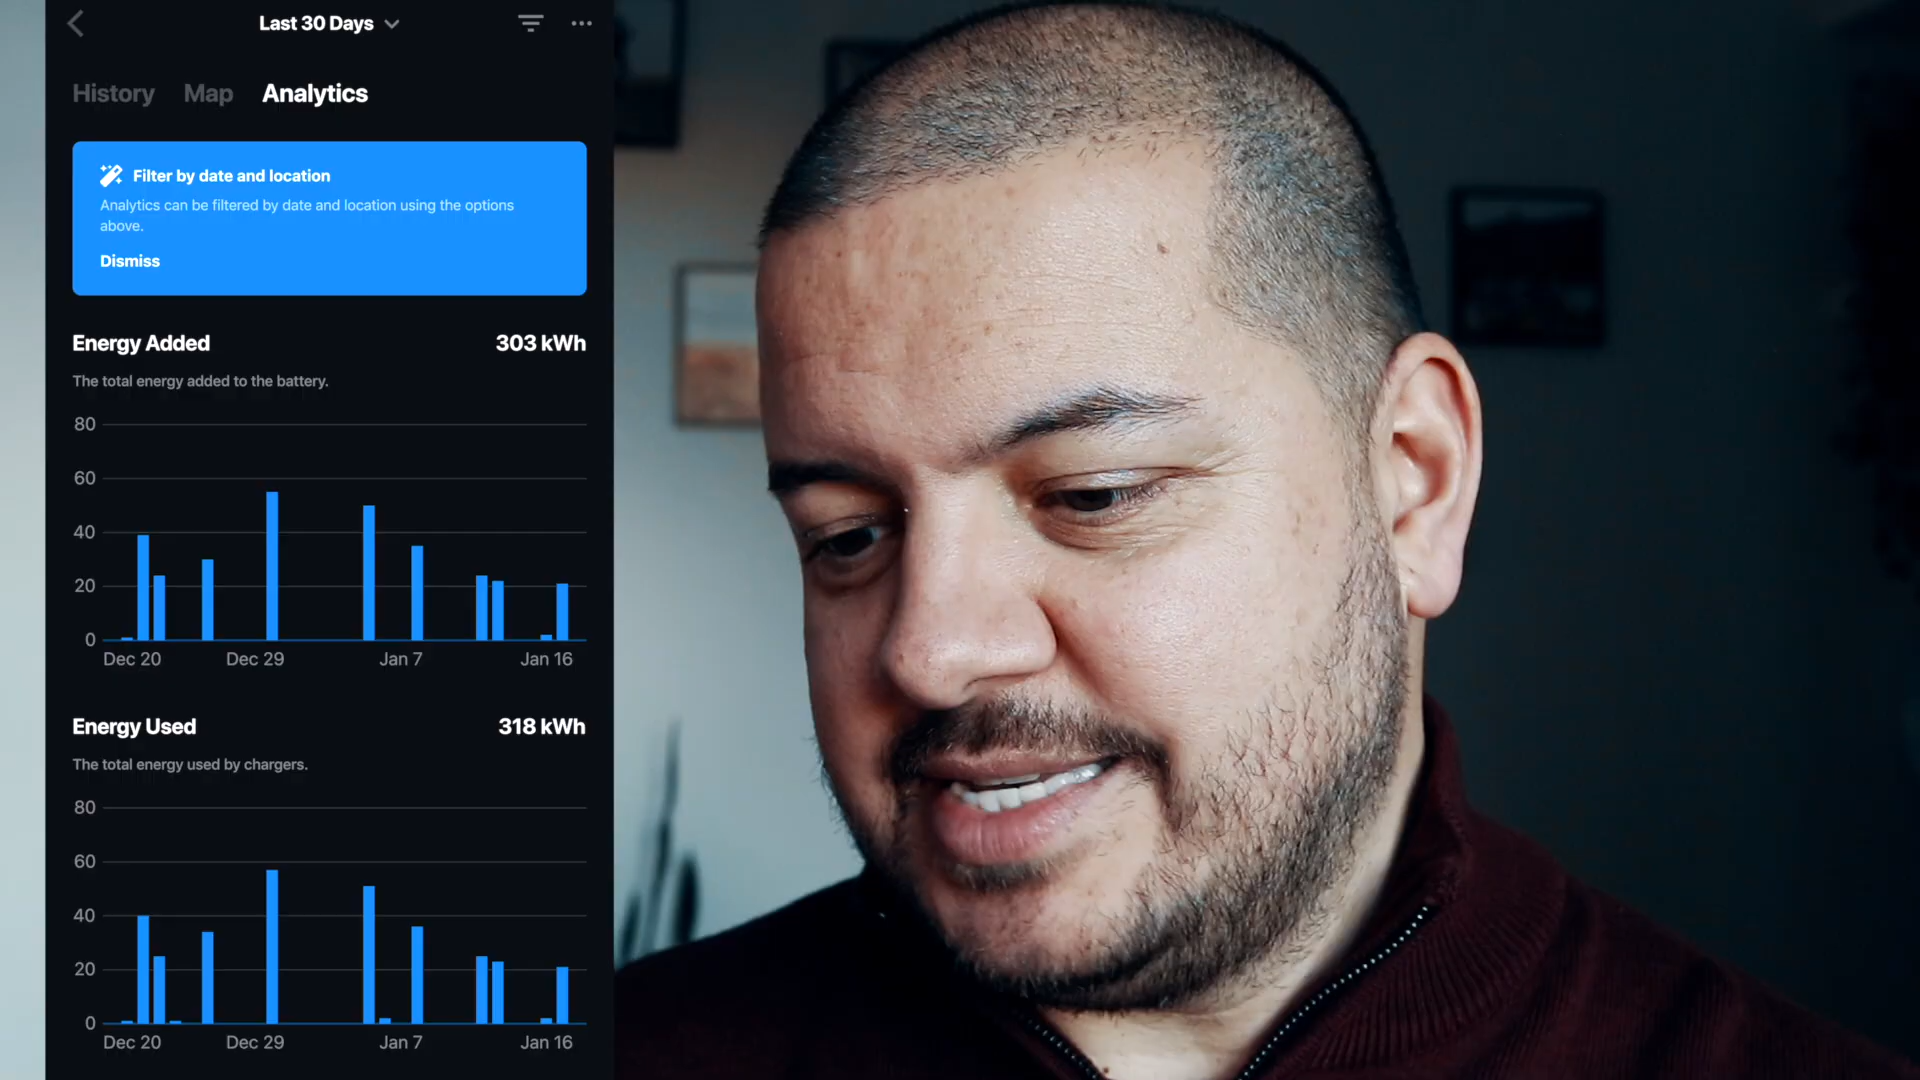 Last 30 Days
History Map Analytics
Filter by date and location
Analytics can be filtered by date and location using the options
above.
Dismiss
Energy Added 303 kWh
The total energy added to the battery.
80
60
40
20
0
Dec 20 Dec 29 Jan 7 Jan 16
Energy Used 318 kWh
The total energy used by chargers.
80
60
40
20
0
Dec 20 Dec 29 Jan 7 Jan 16